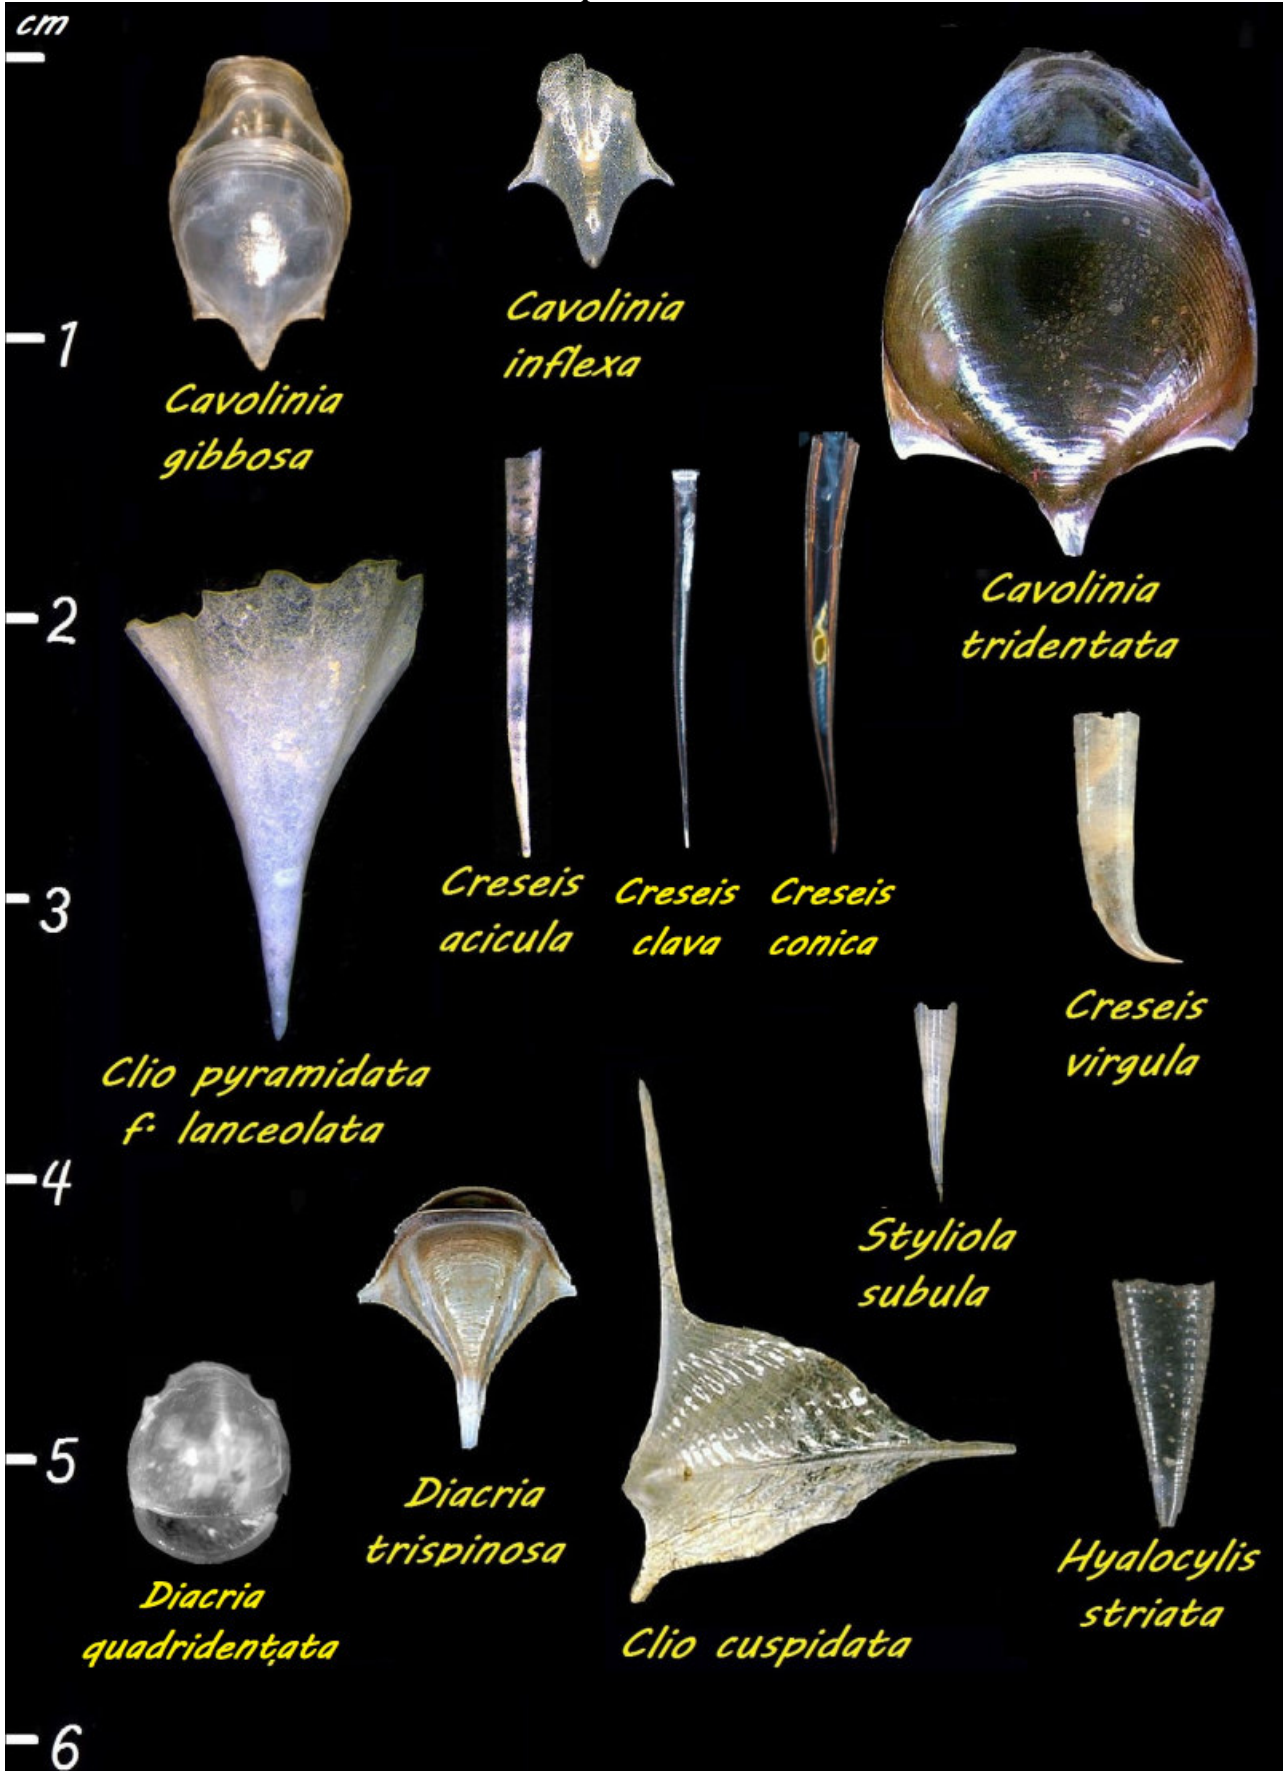 cm
Cavolinia
inflexa
1
Cavolinia
gibbosa
Cavolinia
tridentata
2
Creseis
acicula
Creseis
clava
Creseis
conica
3
Creseis
virgula
Clio pyramidata
f. lanceolata
4
Styliola
subula
5
Diacria
trispinosa
Hyalocylis
striata
Diacria
quadridentata
Clio cuspidata
6